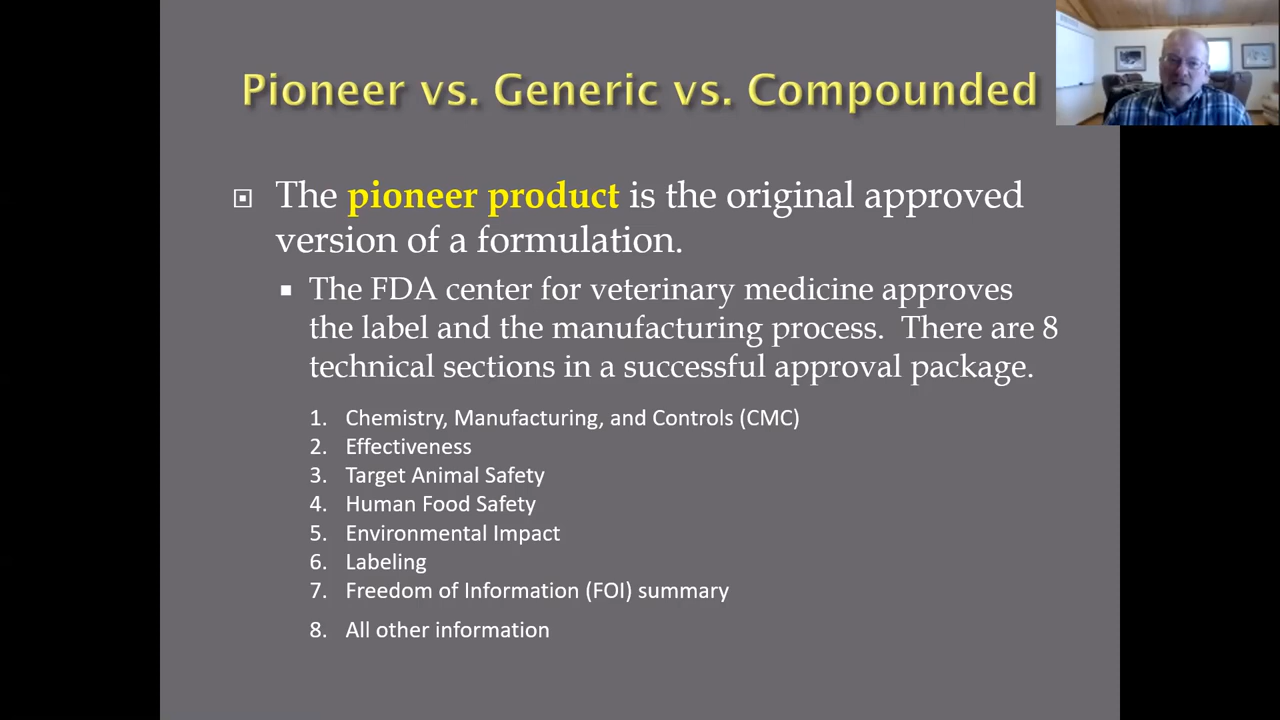 Pioneer vs. Generic vs. Compounded
The pioneer product is the original approved
version of a formulation.
The FDA center for veterinary medicine approves
the label and the manufacturing process. There are 8
technical sections in a successful approval package.
1. Chemistry, Manufacturing, and Controls (CMC)
2. Effectiveness
3. Target Animal Safety
4. Human Food Safety
5. Environmental Impact
6. Labeling
7. Freedom of Information (FOI) summary
8. All other information